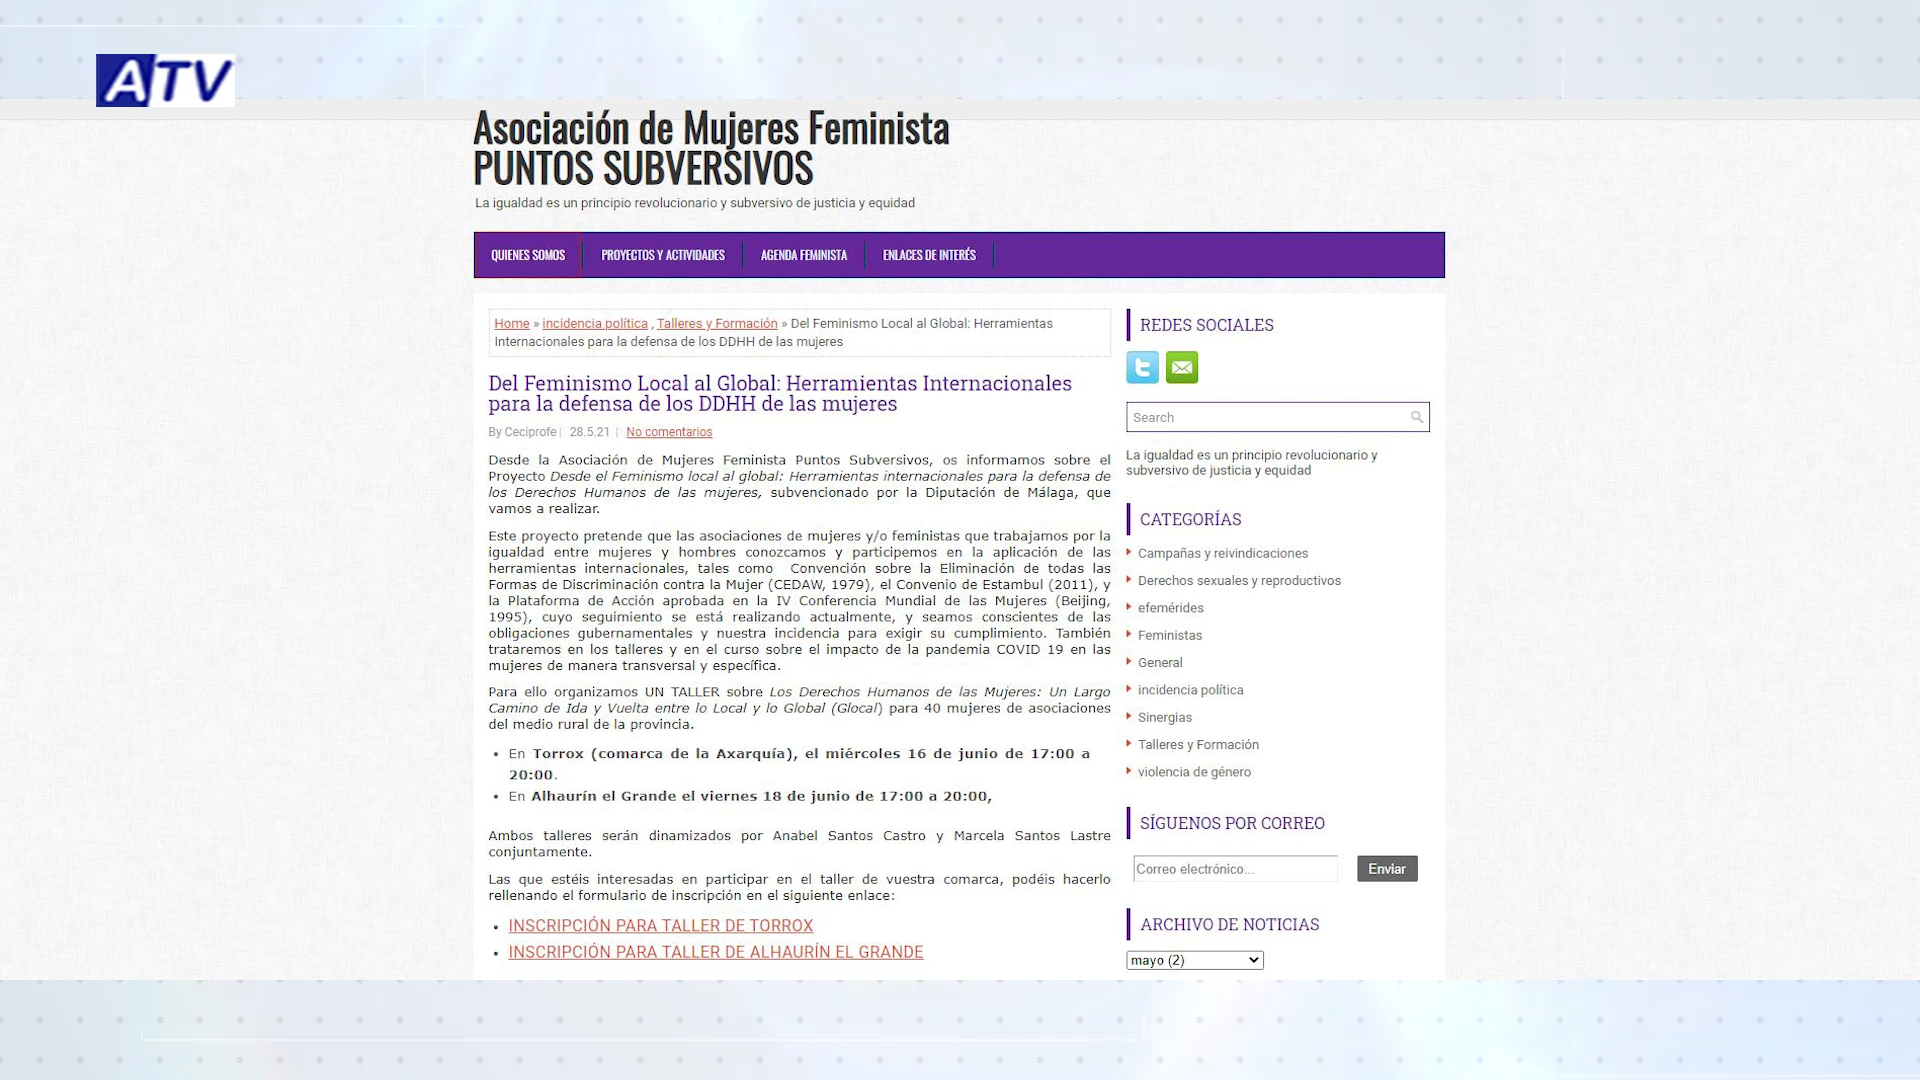 ATV
Asociación de Mujeres Feminista
PUNTOS SUBVERSIVOS
La igualdad es un principio revolucionario y subversivo de justicia y equidad
QUIENES SOMOS
PROYECTOS Y ACTIVIDADES
AGENDA FEMINISTA
ENLACES DE INTERÉS
Home » incidencia política , Talleres y Formación » Del Feminismo Local al Global: Herramientas
Internacionales para la defensa de los DDHH de las mujeres
Del Feminismo Local al Global: Herramientas Internacionales
para la defensa de los DDHH de las mujeres
By Ceciprofe 28.5.21 No comentarios
Desde la Asociación de Mujeres Feminista Puntos Subversivos, os informamos sobre el
Proyecto Desde el Feminismo local al global: Herramientas internacionales para la defensa de
los Derechos Humanos de las mujeres, subvencionado por la Diputación de Málaga, que
vamos a realizar.
Este proyecto pretende que las asociaciones de mujeres y/o feministas que trabajamos por la
igualdad entre mujeres y hombres conozcamos y participemos en la aplicación de las
herramientas internacionales, tales como Convención sobre la Eliminación de todas las
Formas de Discriminación contra la Mujer (CEDAW, 1979), el Convenio de Estambul (2011), y
la Plataforma de Acción aprobada en la IV Conferencia Mundial de las Mujeres (Beijing,
1995), cuyo seguimiento se está realizando actualmente, y seamos conscientes de las
obligaciones gubernamentales y nuestra incidencia para exigir su cumplimiento. También
trataremos en los talleres y en el curso sobre el impacto de la pandemia COVID 19 en las
mujeres de manera transversal y específica.
Para ello organizamos UN TALLER sobre Los Derechos Humanos de las Mujeres: Un Largo
Camino de Ida y Vuelta entre lo Local y lo Global (Glocal) para 40 mujeres de asociaciones
del medio rural de la provincia.
• En Torrox (comarca de la Axarquía), el miércoles 16 de junio de 17:00 a
20:00.
• En Alhaurín el Grande el viernes 18 de junio de 17:00 a 20:00,
Ambos talleres serán dinamizados por Anabel Santos Castro y Marcela Santos Lastre
conjuntamente.
Las que estéis interesadas en participar en el taller de vuestra comarca, podéis hacerlo
rellenando el formulario de inscripción en el siguiente enlace:
• INSCRIPCIÓN PARA TALLER DE TORROX
• INSCRIPCIÓN PARA TALLER DE ALHAURÍN EL GRANDE
REDES SOCIALES
Search
La igualdad es un principio revolucionario y
subversivo de justicia y equidad
CATEGORÍAS
Campañas y reivindicaciones
Derechos sexuales y reproductivos
efemérides
Feministas
General
incidencia política
Sinergias
Talleres y Formación
violencia de género
SÍGUENOS POR CORREO
Correo electrónico...
Enviar
ARCHIVO DE NOTICIAS
mayo (2)